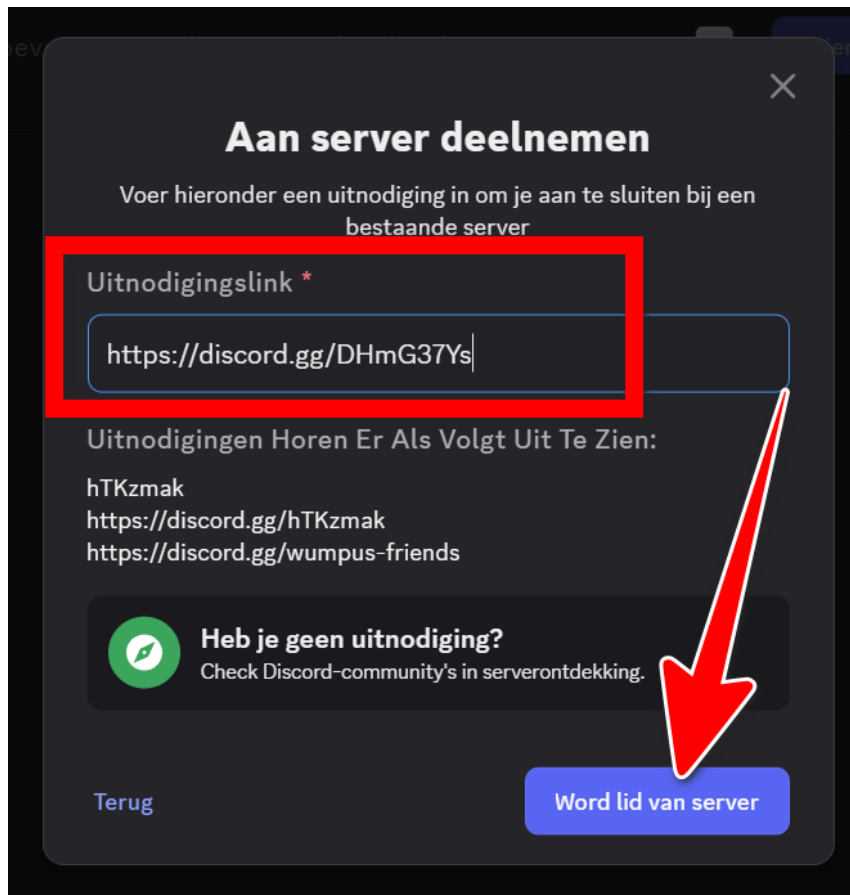 Aan server deelnemen
Voer hieronder een uitnodiging in om je aan te sluiten bij een
bestaande server
Uitnodigingslink *
https://discord.gg/DHmG37Ys
Uitnodigingen Horen Er Als Volgt Uit Te Zien:
hTKzmak
https://discord.gg/hTKzmak
https://discord.gg/wumpus-friends
Heb je geen uitnodiging?
Check Discord-community's in serverontdekking.
Terug
Word lid van server